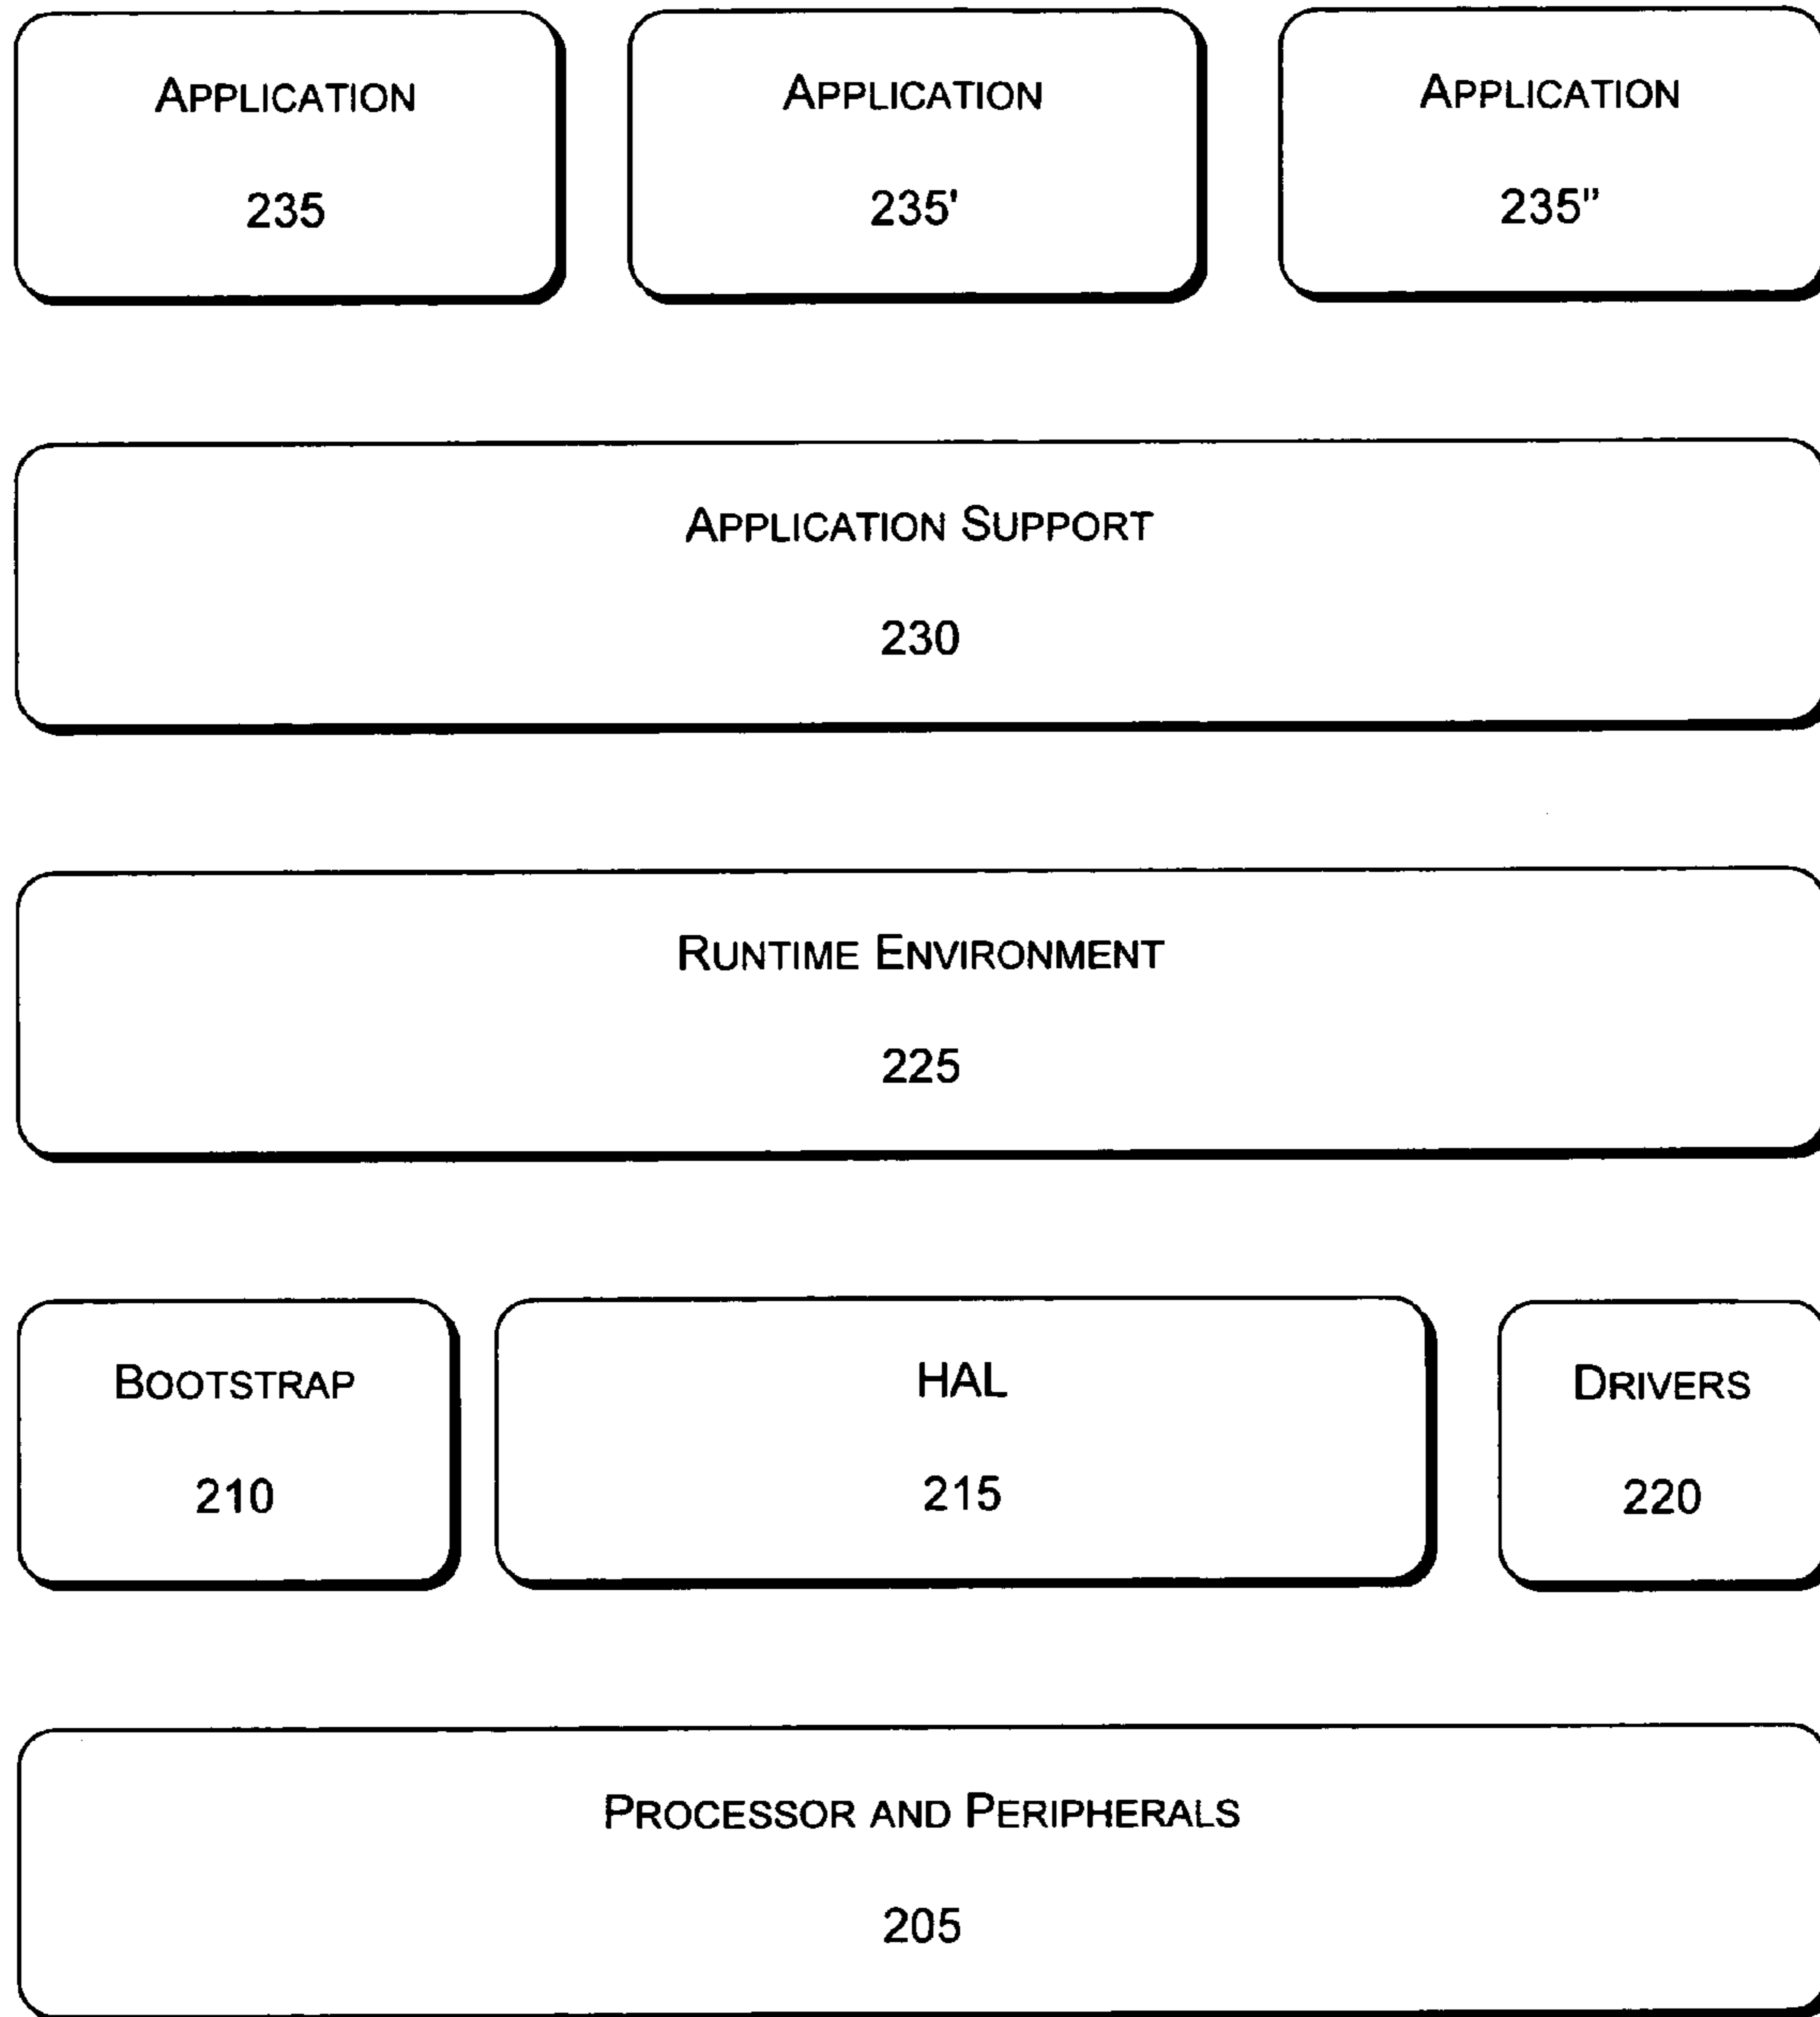 APPLICATION
235
APPLICATION
235'
APPLICATION
235"
APPLICATION SUPPORT
230
RUNTIME ENVIRONMENT
225
BOOTSTRAP
210
HAL
215
DRIVERS
220
PROCESSOR AND PERIPHERALS
205